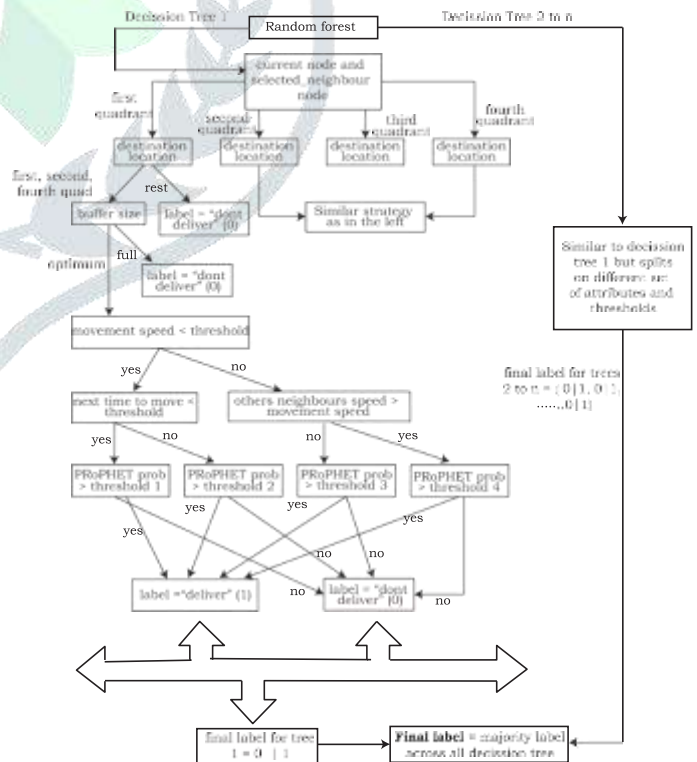 Decission Tree 1
Random forest
Decission Tree 2 to n
current node and
selected_neighbour
node
first
quadrant
second
quadrant
third
quadrant
fourth
quadrant
destination
location
destination
location
destination
location
destination
location
first, second,
fourth quad
rest
buffer size
label = "dont
deliver" (0)
Similar strategy
as in the left
optimum
full
label = "dont
deliver" (0)
Similar to decission
tree 1 but splits
on different set
of attributes and
thresholds
movement speed < threshold
yes
no
final label for trees
2 to n = {0|1, 0|1,
......,0|1}
next time to move <
threshold
others neighbours speed >
movement speed
yes
no
no
yes
PRoPHET prob
> threshold 1
PRoPHET prob
> threshold 2
PRoPHET prob
> threshold 3
PRoPHET prob
> threshold 4
yes
yes
yes
yes
no
no
no
no
label ="deliver" (1)
label = "dont
deliver" (0)
final label for tree
1 = 0 | 1
Final label = majority label
across all decission tree